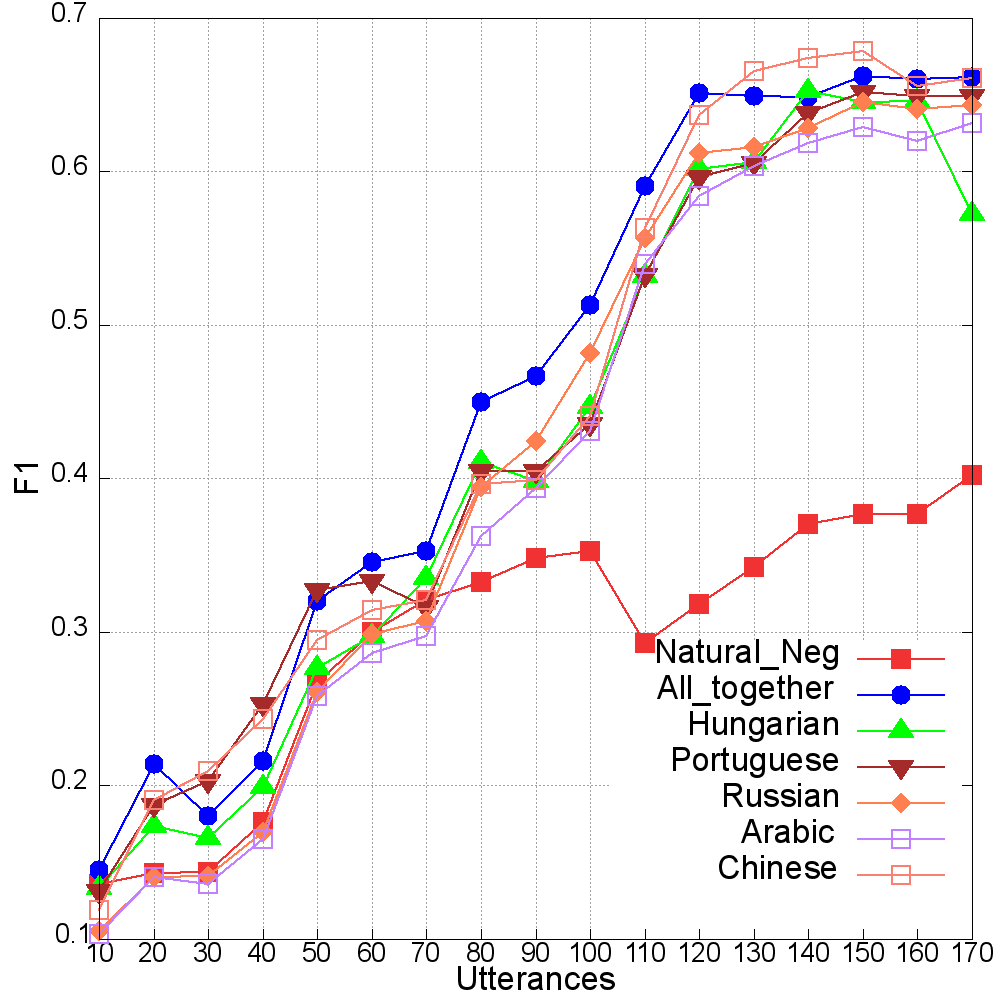 0.7
0.6
0.5
0.4
0.3
0.2
0.1
F1
Natural_Neg
All_together
Hungarian
Portuguese
Russian
Arabic
Chinese
10 20 30 40 50 60 70 80 90 100 110 120 130 140 150 160 170
Utterances